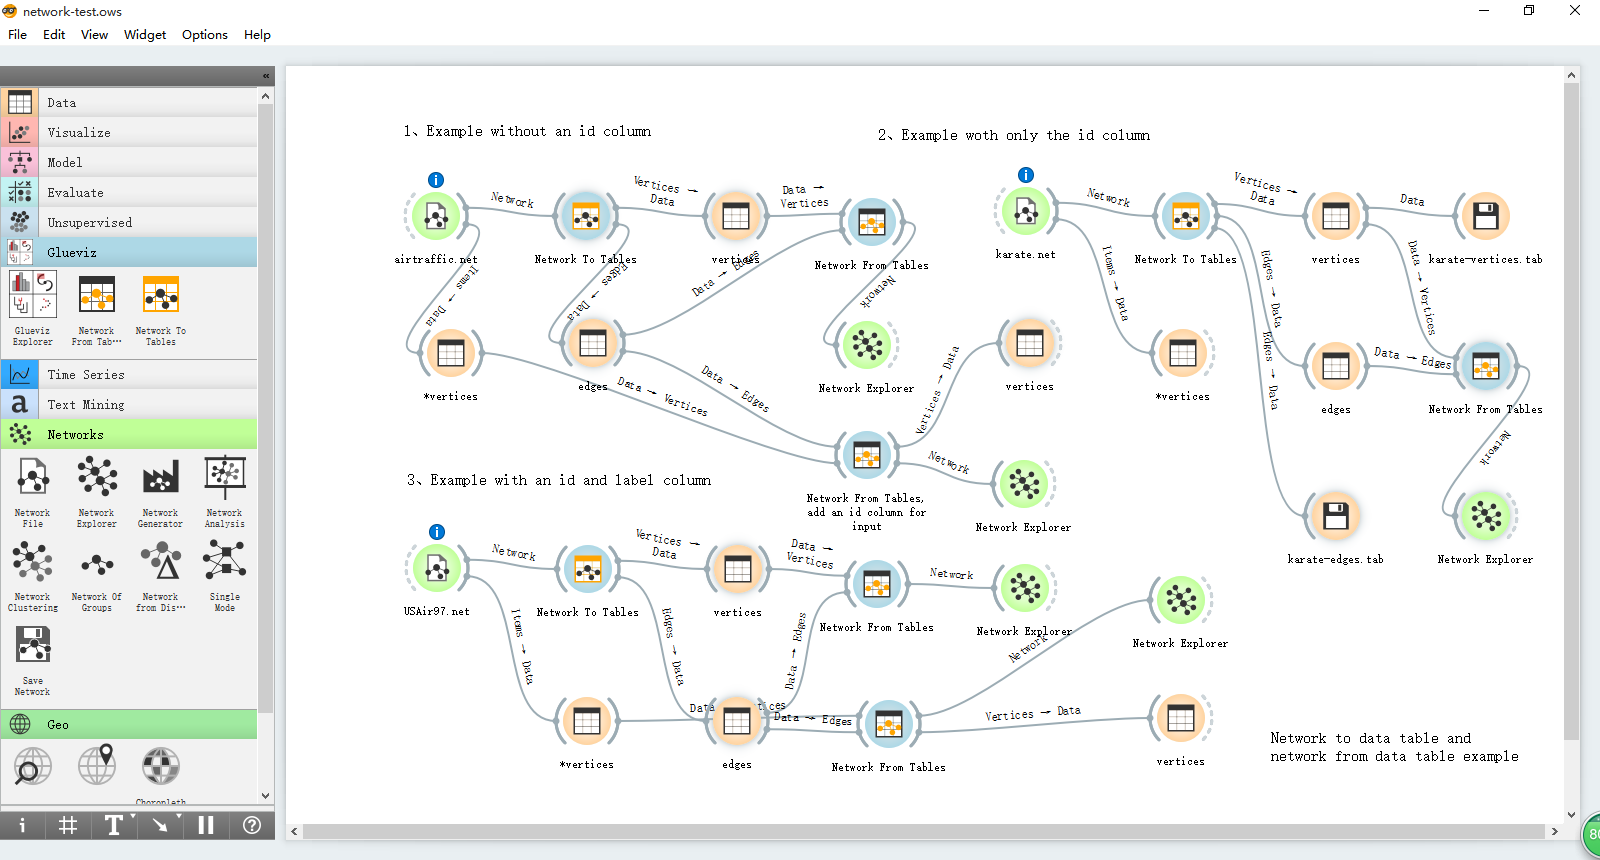 network-test.ows
File Edit View Widget Options Help
«
Data
Visualize
Model
Evaluate
Unsupervised
Glueviz
Glueviz
Explorer
Network
From Tab…
Network To
Tables
Time Series
Text Mining
Networks
Network
File
Network
Explorer
Network
Generator
Network
Analysis
Network
Clustering
Network Of
Groups
Network
from Dis…
Single
Mode
Save
Network
Geo
Choropleth
1、Example without an id column
Network
Vertices →
Data
Data →
Vertices
airtraffic.net
Network To Tables
vertices
Network From Tables
Items → Data
Edges → Data
Data → Edges
Network
*vertices
edges
Network Explorer
Data → Vertices
Data → Edges
Vertices → Data
vertices
Network
Network From Tables,
add an id column for
input
Network Explorer
2、Example woth only the id column
Network
Vertices →
Data
Data
karate.net
Network To Tables
vertices
karate-vertices.tab
Items → Data
Edges → Data
Edges → Data
Data → Vertices
Data → Edges
*vertices
edges
Network From Tables
Network
karate-edges.tab
Network Explorer
3、Example with an id and label column
Network
Vertices →
Data
Data →
Vertices
Network
USAir97.net
Network To Tables
vertices
Network From Tables
Network Explorer
Items → Data
Edges → Data
Data → Edges
Network
Network Explorer
Data
Data → Edges
Vertices → Data
*vertices
edges
Network From Tables
vertices
Network to data table and
network from data table example